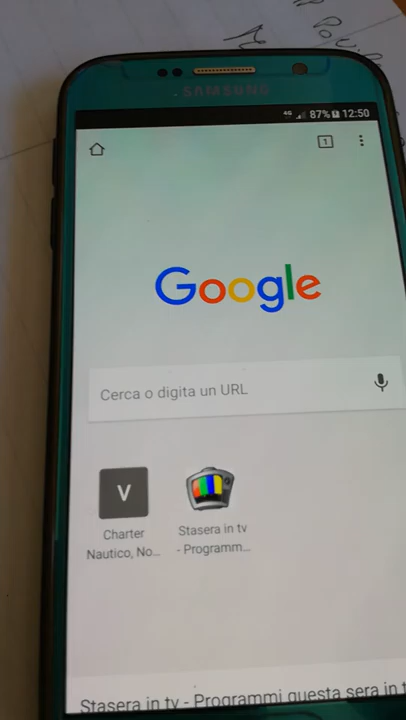 SAMSUNG
4G 87% 12:50
1
Google
Cerca o digita un URL
V
Charter
Nautico, No...
Stasera in tv
- Programm...
Stasera in tv - Programmi questa sera in t